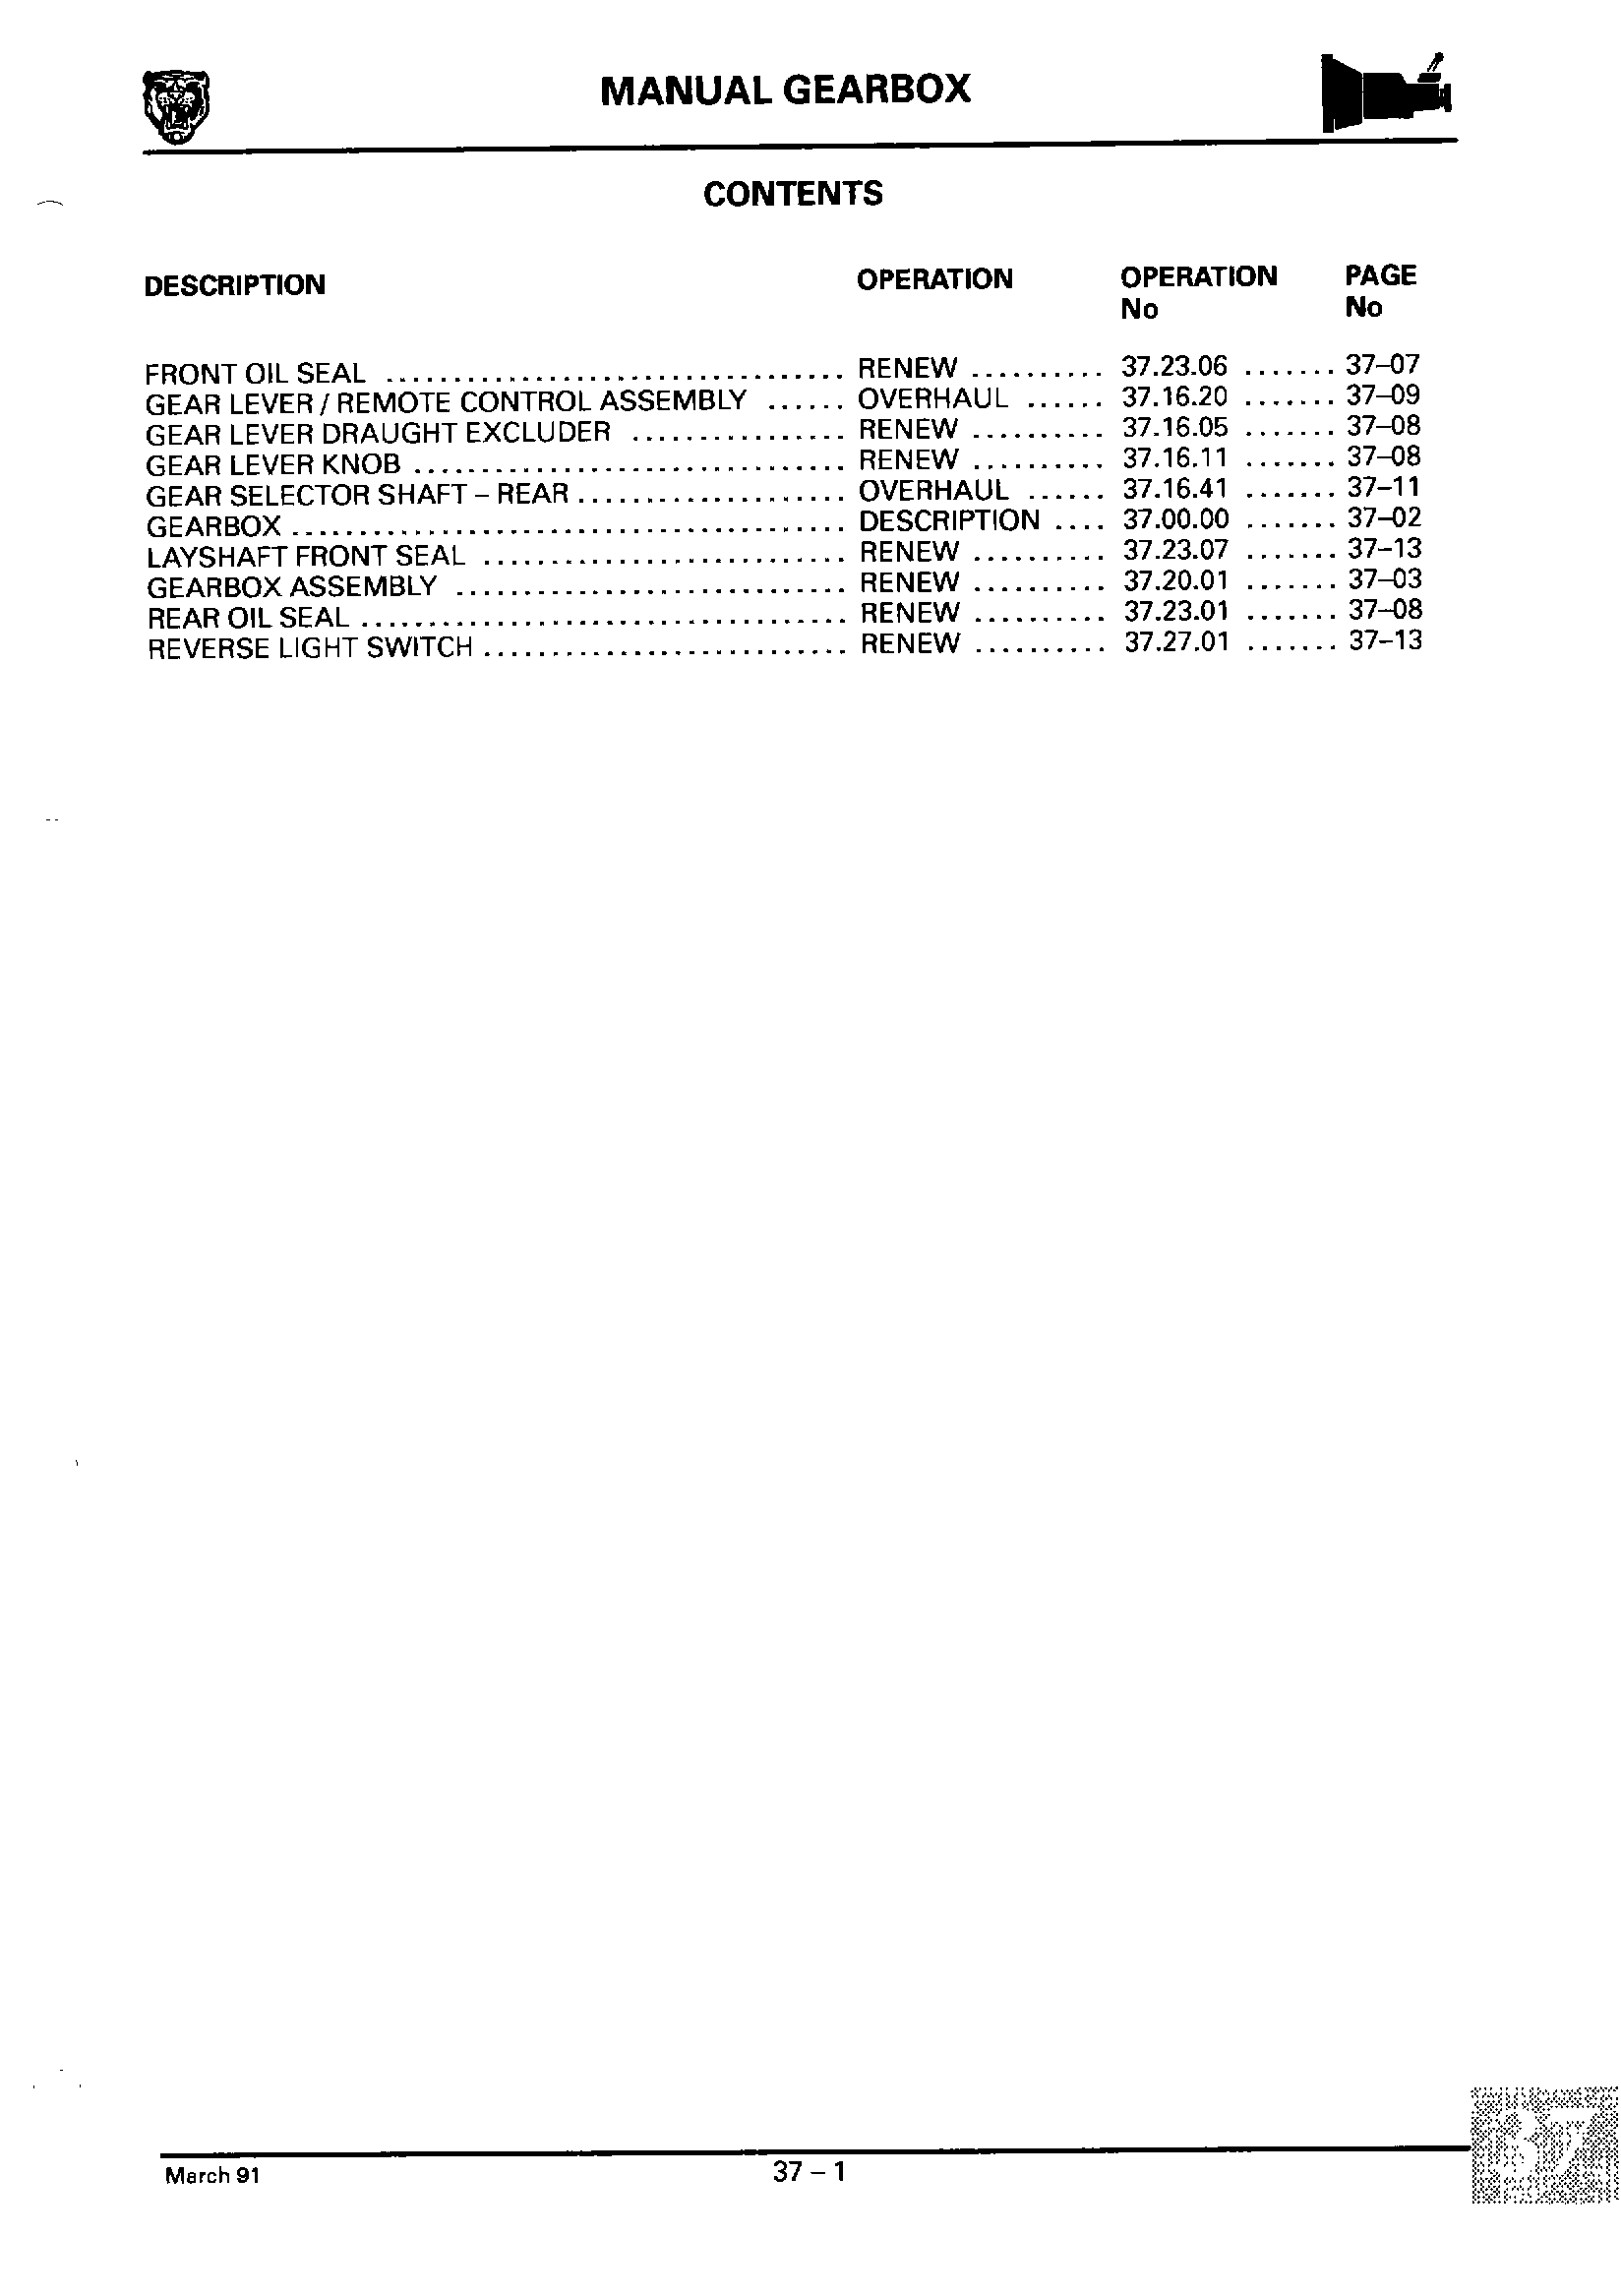 MANUAL GEARBOX
CONTENTS
DESCRIPTION OPERATION OPERATION No PAGE No
FRONT OIL SEAL .................................. RENEW .......... 37.23.06 ....... 37–07
GEAR LEVER / REMOTE CONTROL ASSEMBLY ...... OVERHAUL ...... 37.16.20 ....... 37–09
GEAR LEVER DRAUGHT EXCLUDER ................ RENEW .......... 37.16.05 ....... 37–08
GEAR LEVER KNOB ................................ RENEW .......... 37.16.11 ....... 37–08
GEAR SELECTOR SHAFT – REAR .................... OVERHAUL ...... 37.16.41 ....... 37–11
GEARBOX ......................................... DESCRIPTION .... 37.00.00 ....... 37–02
LAYSHAFT FRONT SEAL ........................... RENEW .......... 37.23.07 ....... 37–13
GEARBOX ASSEMBLY ............................. RENEW .......... 37.20.01 ....... 37–03
REAR OIL SEAL .................................... RENEW .......... 37.23.01 ....... 37–08
REVERSE LIGHT SWITCH ........................... RENEW .......... 37.27.01 ....... 37–13
March 91 37 – 1
37